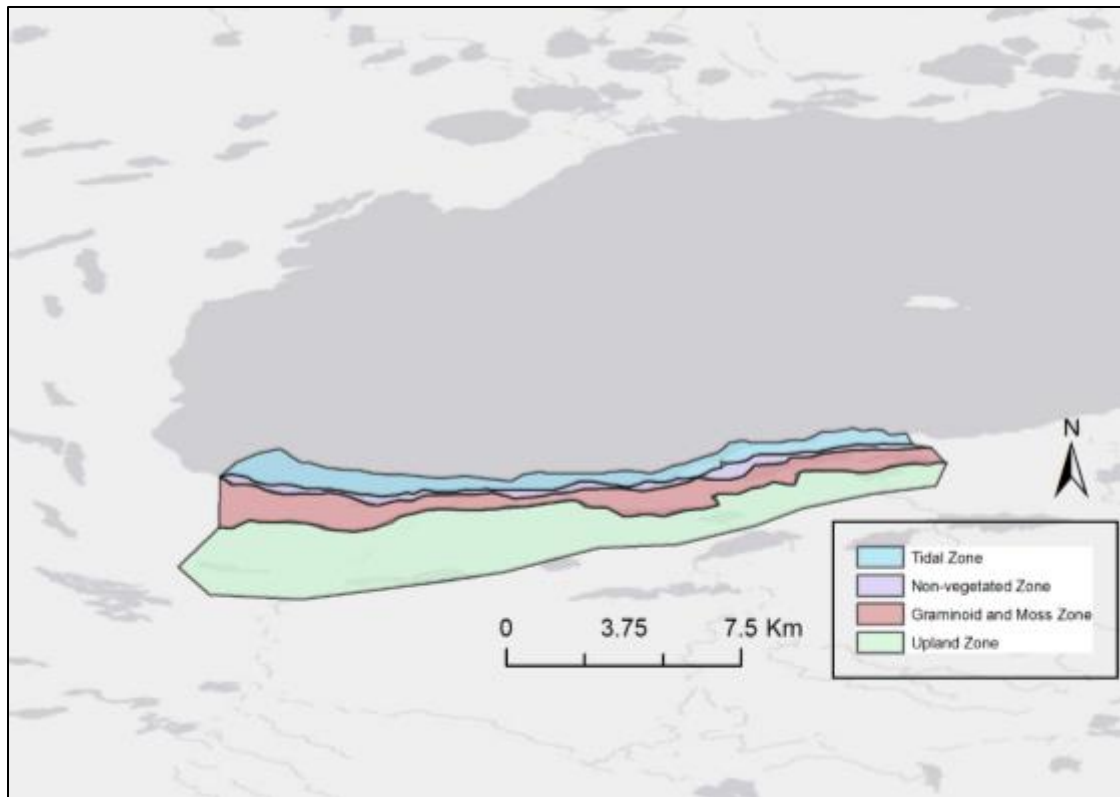 N
Tidal Zone
Non-vegetated Zone
Graminoid and Moss Zone
Upland Zone
0 3.75 7.5 Km